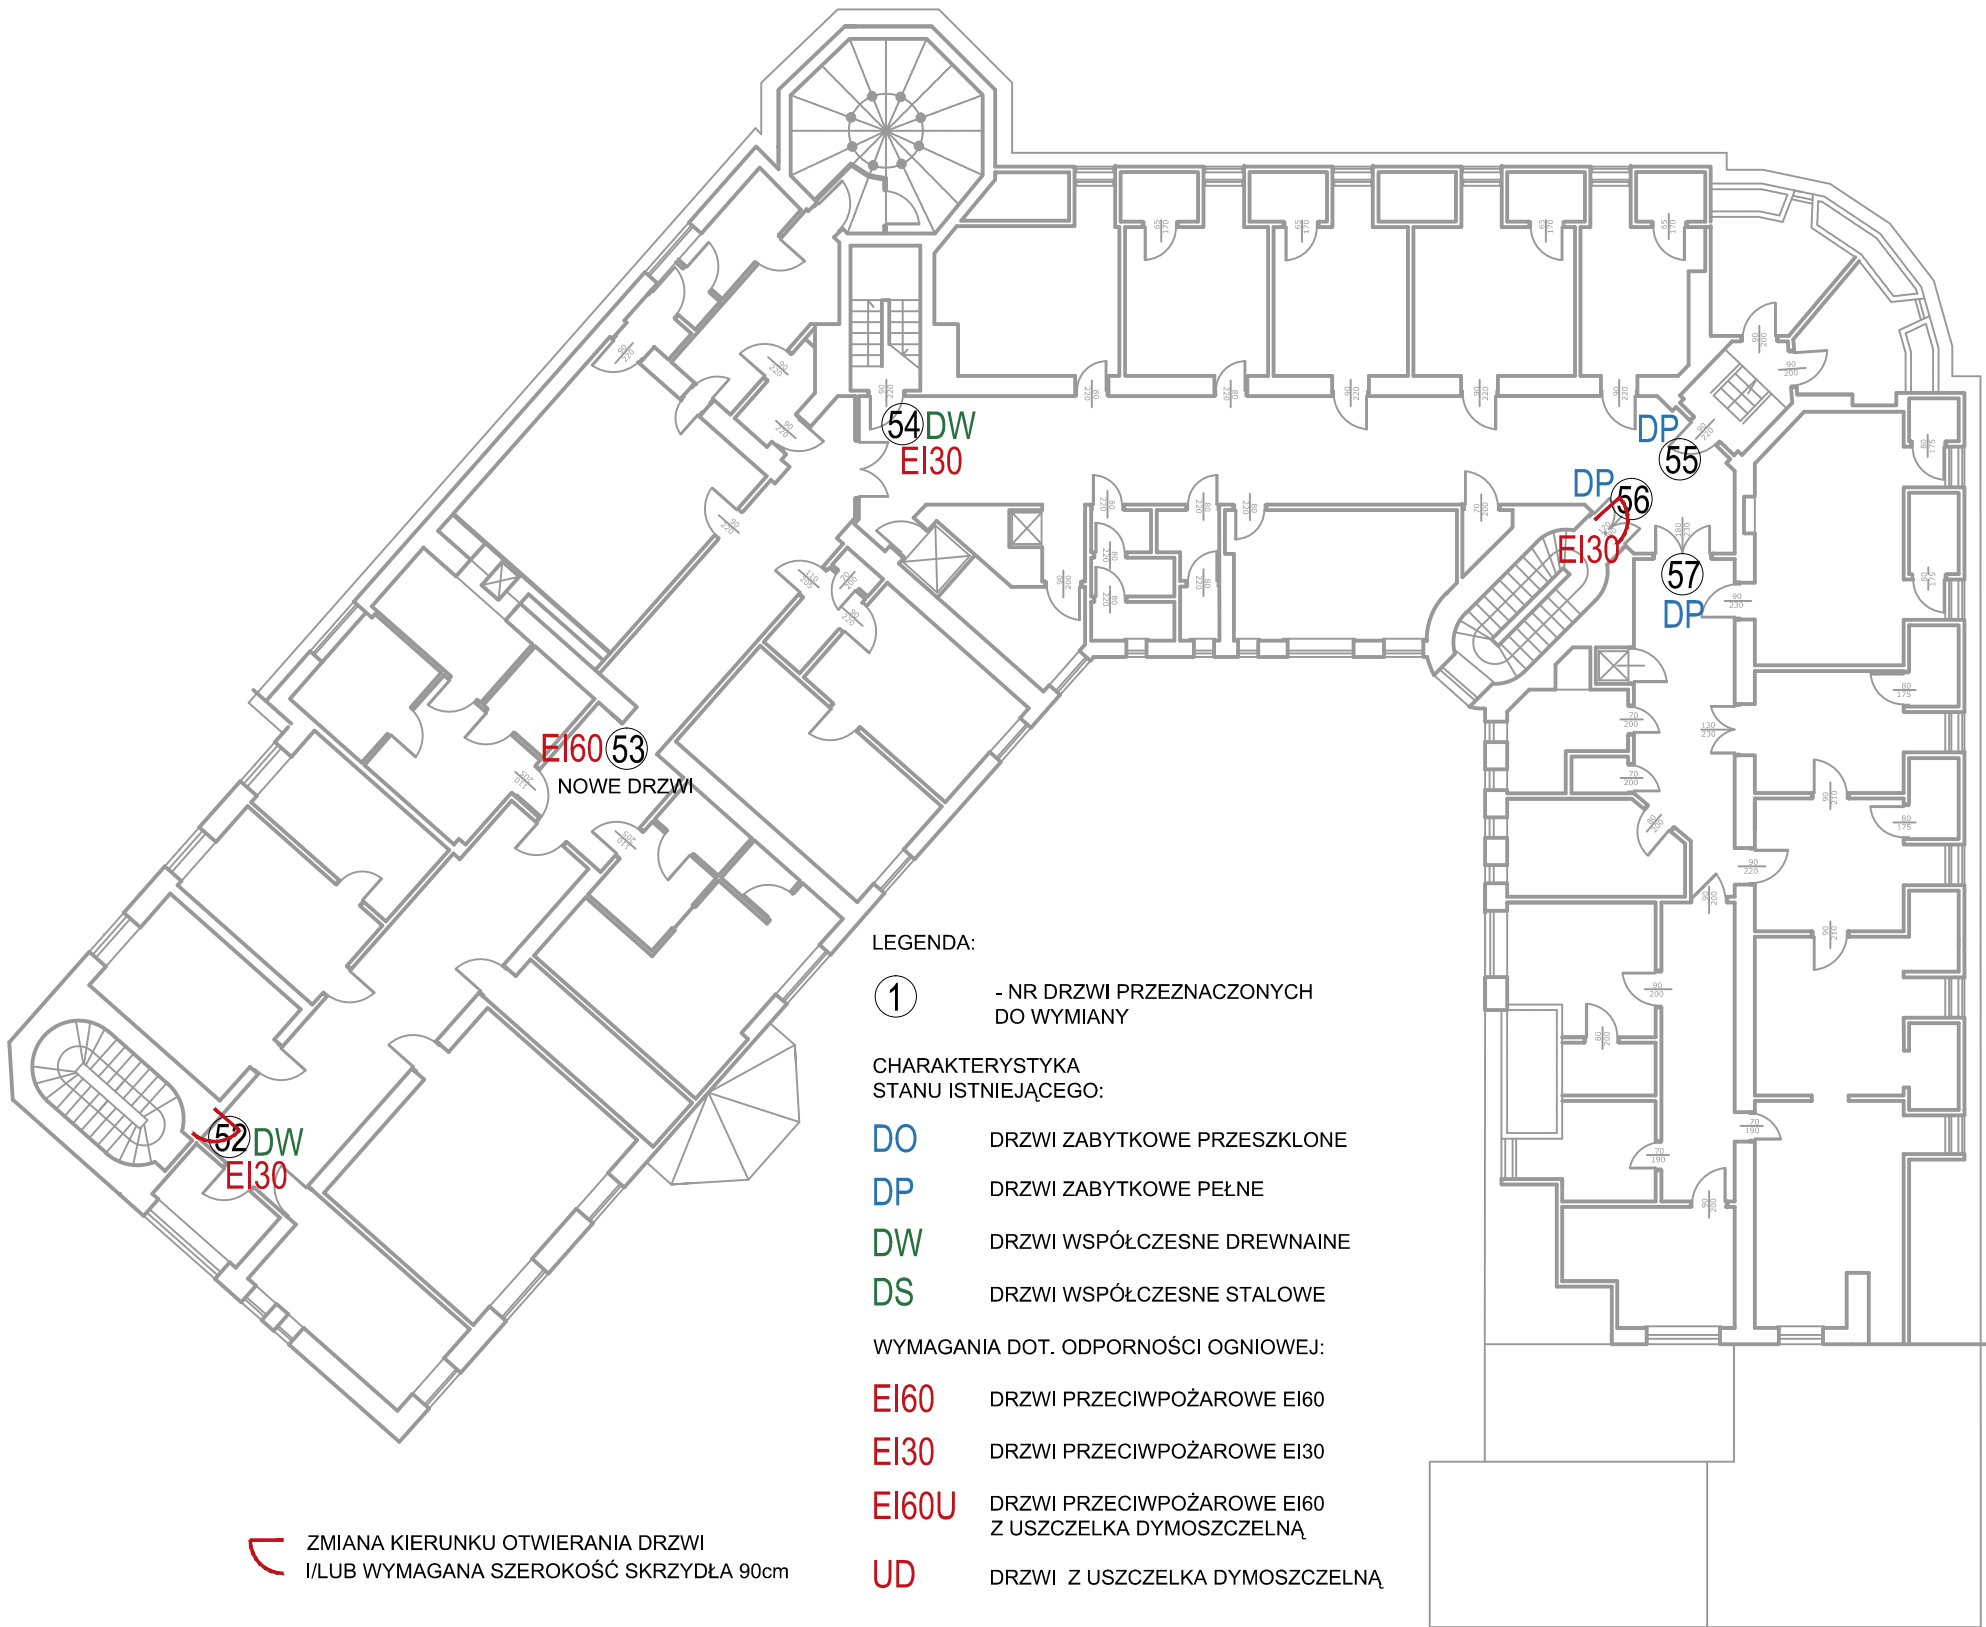 54 DW
EI30
DP
55
DP 56
EI30
57
DP
EI60 53
NOWE DRZWI
52 DW
EI30
LEGENDA:
1 - NR DRZWI PRZEZNACZONYCH
DO WYMIANY
CHARAKTERYSTYKA
STANU ISTNIEJĄCEGO:
DO DRZWI ZABYTKOWE PRZESZKLONE
DP DRZWI ZABYTKOWE PEŁNE
DW DRZWI WSPÓŁCZESNE DREWNAINE
DS DRZWI WSPÓŁCZESNE STALOWE
WYMAGANIA DOT. ODPORNOŚCI OGNIOWEJ:
EI60 DRZWI PRZECIWPOŻAROWE EI60
EI30 DRZWI PRZECIWPOŻAROWE EI30
EI60U DRZWI PRZECIWPOŻAROWE EI60
Z USZCZELKA DYMOSZCZELNĄ
UD DRZWI Z USZCZELKA DYMOSZCZELNĄ
ZMIANA KIERUNKU OTWIERANIA DRZWI
I/LUB WYMAGANA SZEROKOŚĆ SKRZYDŁA 90cm